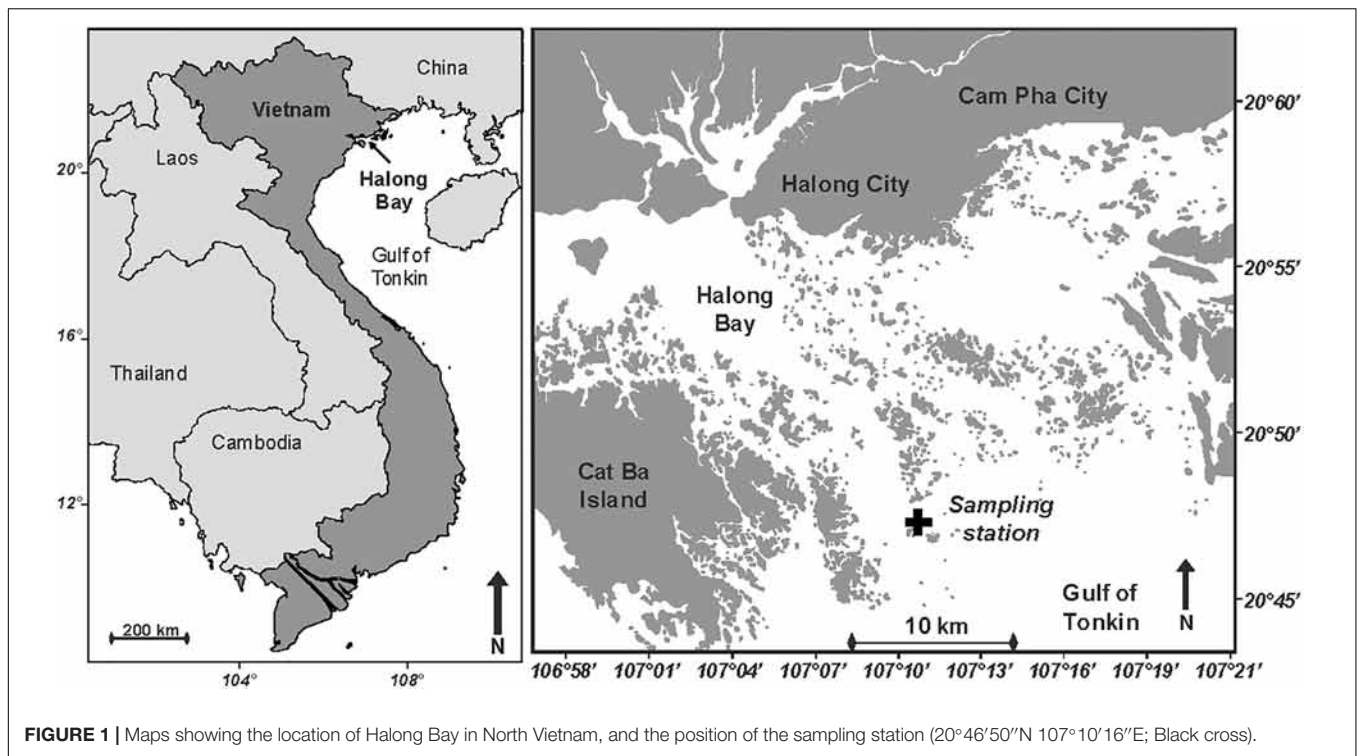 China
Vietnam
Laos
20°
Halong
Bay
Gulf of
Tonkin
16°
Thailand
Cambodia
12°
200 km
N
104°
108°
Cam Pha City
20°60′
Halong City
20°55′
Halong
Bay
20°50′
Cat Ba
Island
Sampling
station
Gulf of
Tonkin
N
20°45′
10 km
106°58′ 107°01′ 107°04′ 107°07′ 107°10′ 107°13′ 107°16′ 107°19′ 107°21′
FIGURE 1 | Maps showing the location of Halong Bay in North Vietnam, and the position of the sampling station (20°46′50″N 107°10′16″E; Black cross).